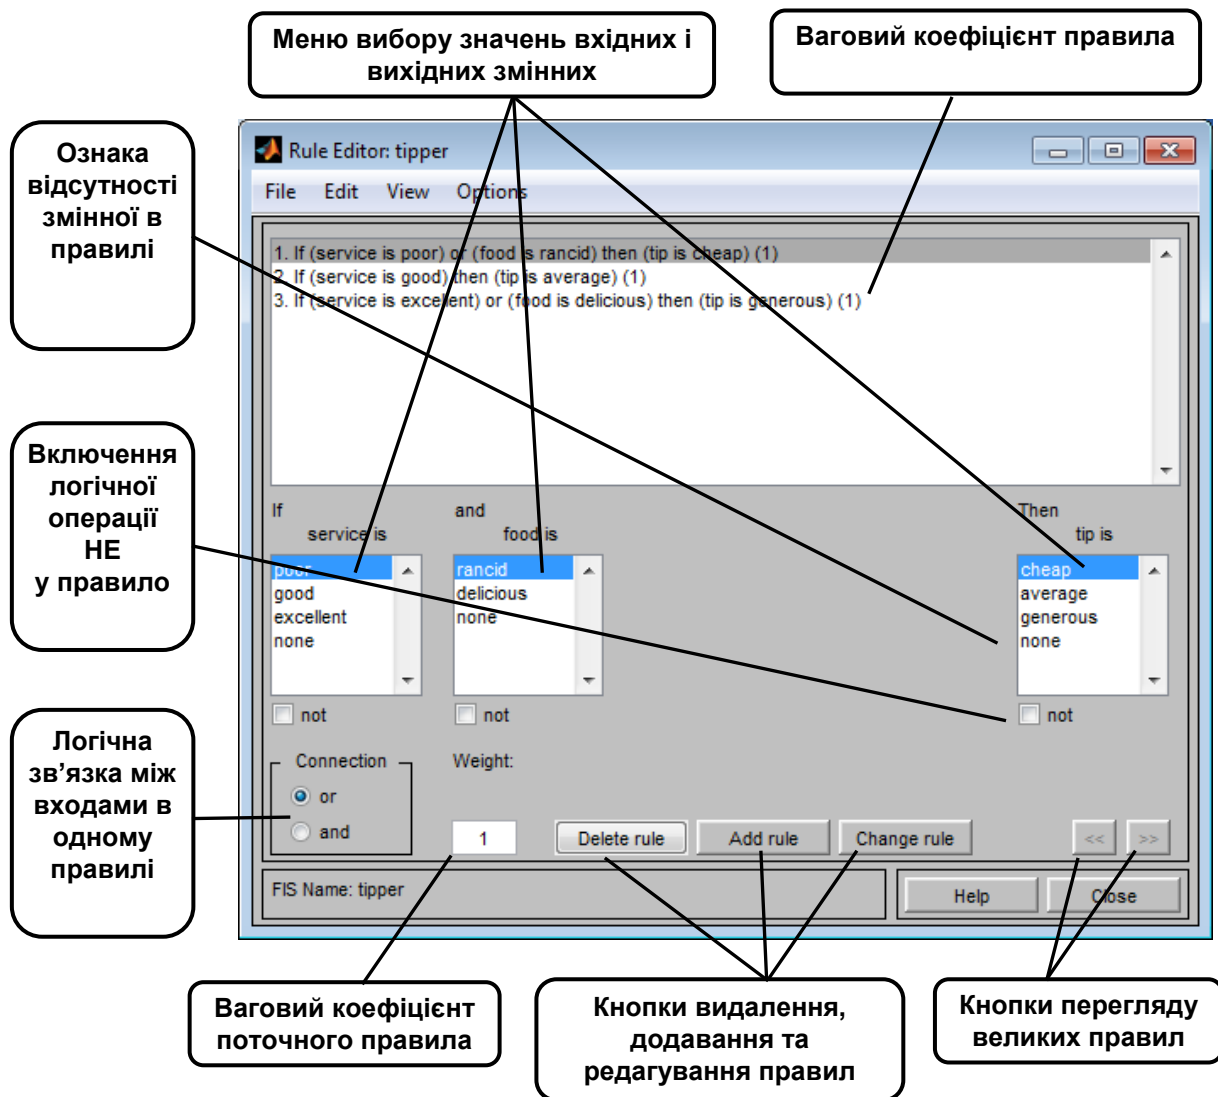 Меню вибору значень вхідних і
вихідних змінних
Ваговий коефіцієнт правила
Ознака
відсутності
змінної в
правилі
Rule Editor: tipper
File Edit View Options
1. If (service is poor) or (food is rancid) then (tip is cheap) (1)
2. If (service is good) then (tip is average) (1)
3. If (service is excellent) or (food is delicious) then (tip is generous) (1)
Включення
логічної
операції
НЕ
у правило
If and Then
service is food is tip is
poor rancid cheap
good delicious average
excellent none generous
none none
not not not
Логічна
зв’язка між
входами в
одному
правилі
Connection Weight:
or
and 1 Delete rule Add rule Change rule << >>
FIS Name: tipper Help Close
Ваговий коефіцієнт
поточного правила
Кнопки видалення,
додавання та
редагування правил
Кнопки перегляду
великих правил